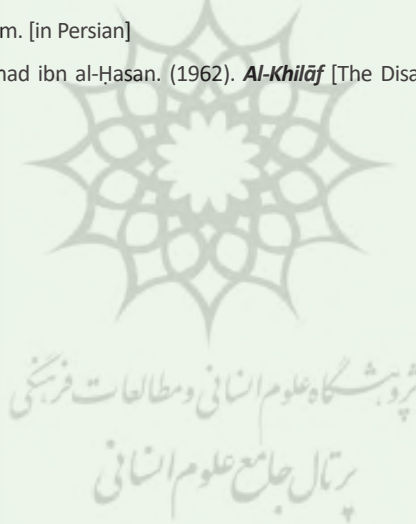 m. [in Persian]
nad ibn al-Ḥasan. (1962). Al-Khilāf [The Disa
پژوهشگاه علوم انسانی و مطالعات فرهنگی
پرتال جامع علوم انسانی